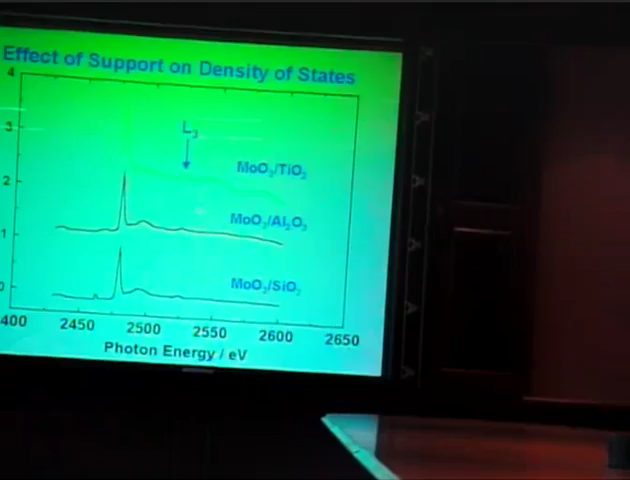 Effect of Support on Density of States
4
3
L₃
MoO₃/TiO₂
2
MoO₃/Al₂O₃
1
MoO₃/SiO₂
0
400 2450 2500 2550 2600 2650
Photon Energy / eV